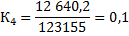 К₄ = 12 640,2 / 123155 = 0,1